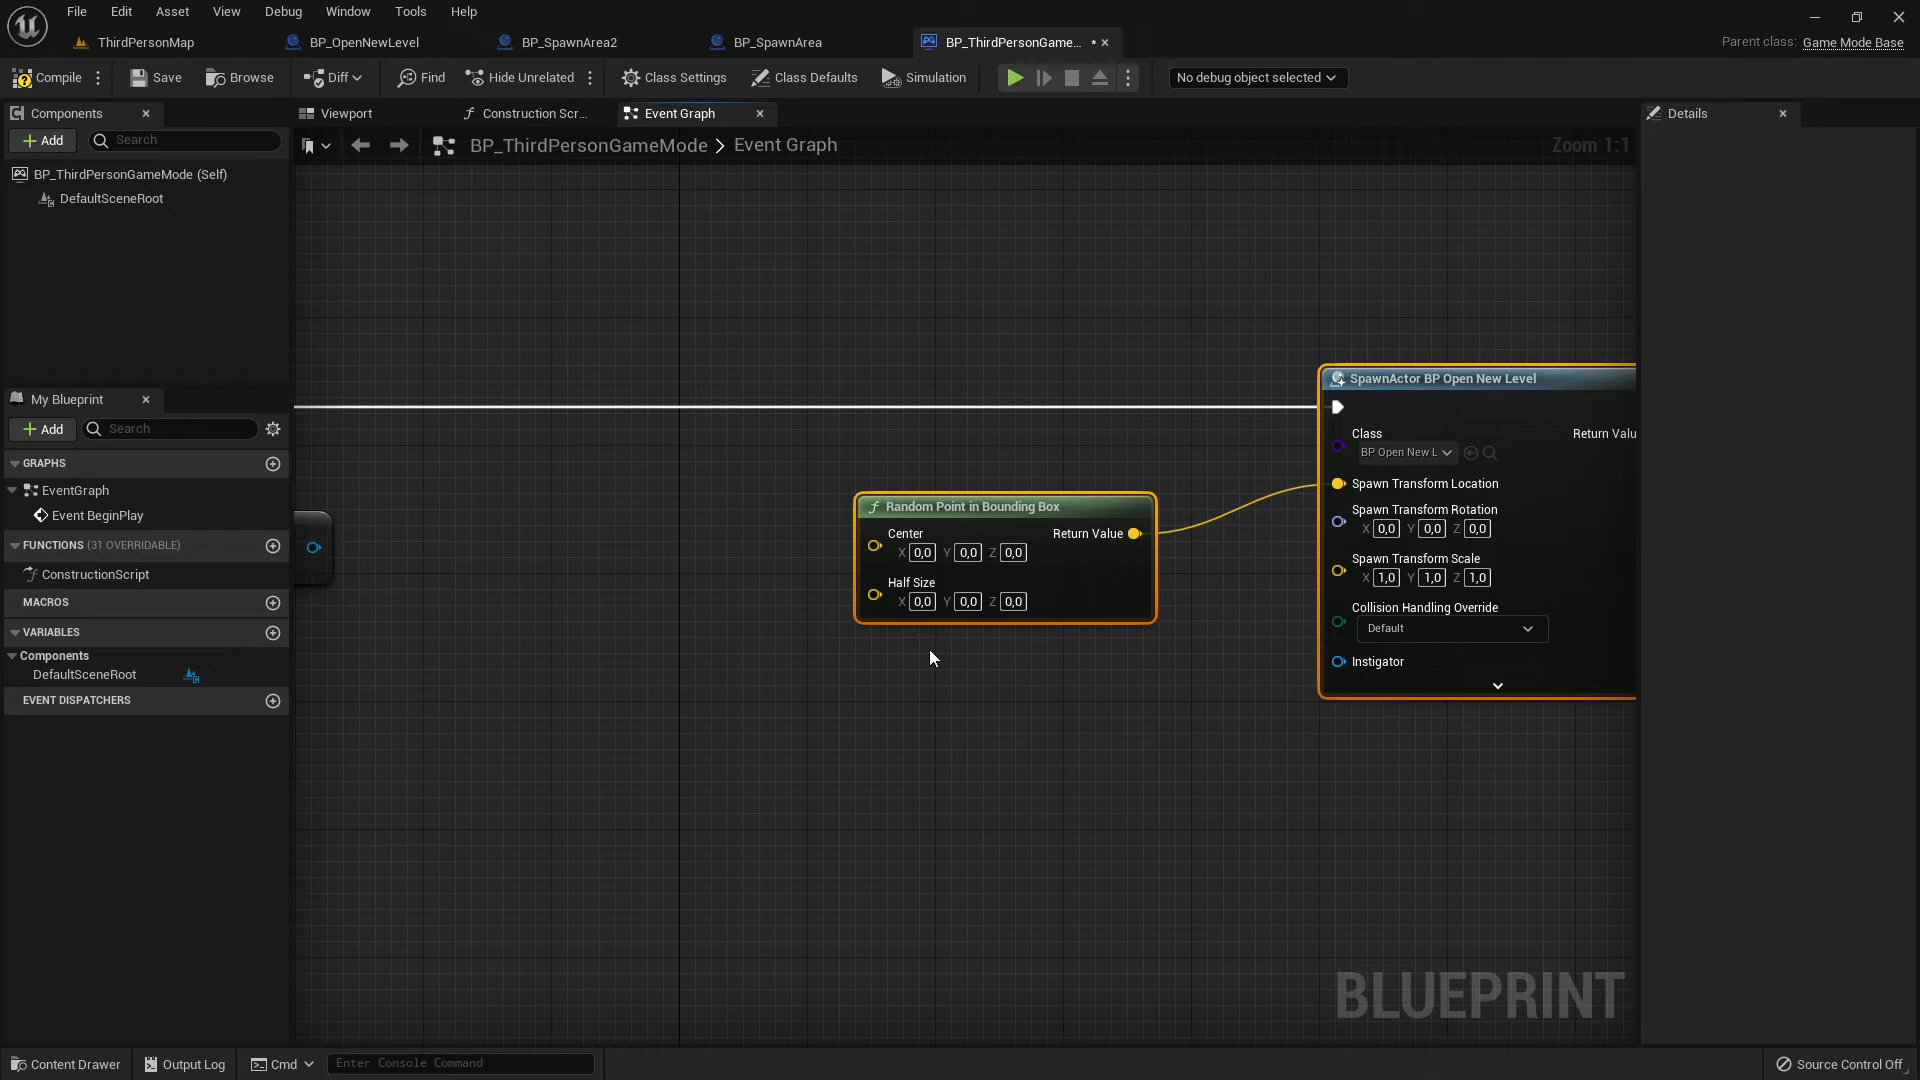 File Edit Asset View Debug Window Tools Help
ThirdPersonMap BP_OpenNewLevel BP_SpawnArea2 BP_SpawnArea BP_ThirdPersonGame... Parent class: Game Mode Base
Compile Save Browse Diff Find Hide Unrelated Class Settings Class Defaults Simulation No debug object selected
Components Viewport Construction Scr... Event Graph Details
Add Search BP_ThirdPersonGameMode > Event Graph Zoom 1:1
BP_ThirdPersonGameMode (Self)
DefaultSceneRoot
My Blueprint
Add Search
GRAPHS
EventGraph
Event BeginPlay
FUNCTIONS (31 OVERRIDABLE)
ConstructionScript
MACROS
VARIABLES
Components
DefaultSceneRoot
EVENT DISPATCHERS
Random Point in Bounding Box
Center Return Value
X 0,0 Y 0,0 Z 0,0
Half Size
X 0,0 Y 0,0 Z 0,0
SpawnActor BP Open New Level
Class Return Valu
BP Open New L
Spawn Transform Location
Spawn Transform Rotation
X 0,0 Y 0,0 Z 0,0
Spawn Transform Scale
X 1,0 Y 1,0 Z 1,0
Collision Handling Override
Default
Instigator
BLUEPRINT
Content Drawer Output Log Cmd Enter Console Command Source Control Off